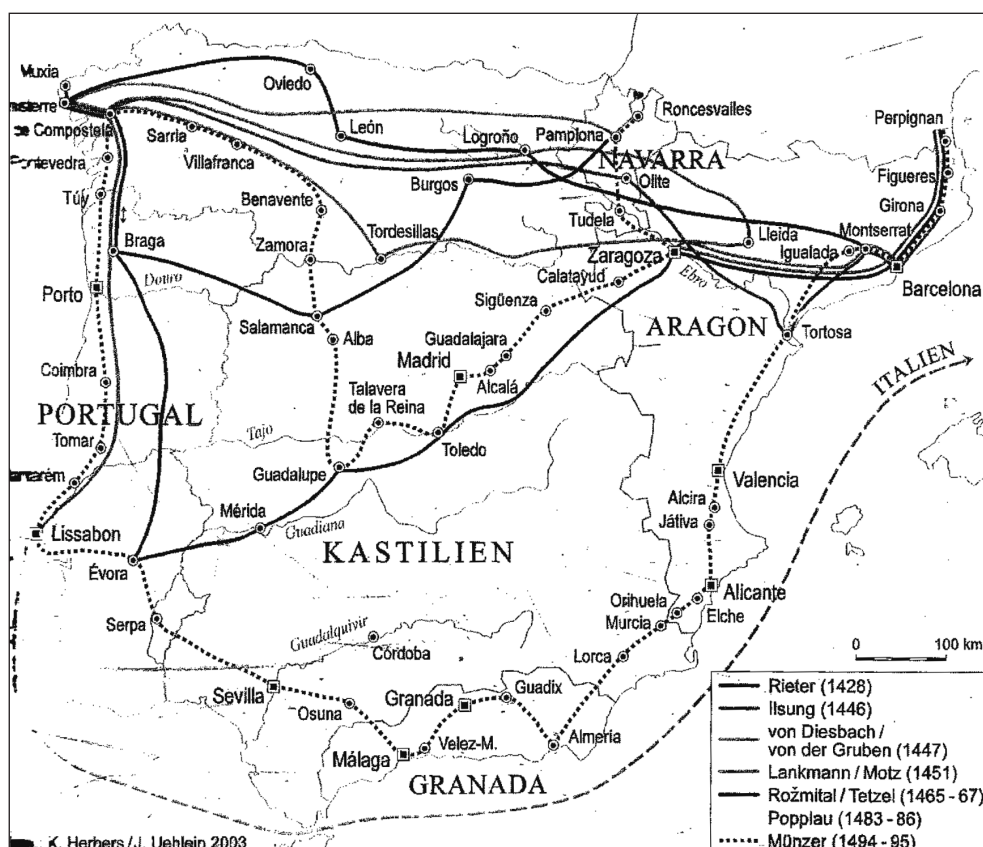 Muxia
Oviedo
Roncesvalles
Compostela
León
Logroño
Pamplona
Perpignan
Sarria
Villafranca
NAVARRA
Pontevedra
Burgos
Olite
Figueres
Túy
Benavente
Girona
Tudela
Braga
Zamora
Tordesillas
Lleida
Montserrat
Zaragoza
Igualada
Porto
Douro
Calatayud
Ebro
Barcelona
Sigüenza
Salamanca
Alba
ARAGÓN
Tortosa
Guadalajara
Coimbra
Madrid
Alcalá
ITALIEN
Talavera
de la Reina
PORTUGAL
Tomar
Tajo
Toledo
Guadalupe
Valencia
Mérida
Alcira
Lissabon
Guadiana
Játiva
KASTILIEN
Évora
Alicante
Orihuela
Elche
Serpa
Guadalquivir
Murcia
Córdoba
0 100 km
Lorca
Sevilla
Granada
Guadix
Osuna
Málaga
Velez-M.
Almería
GRANADA
Rieter (1428)
Ilsung (1446)
von Diesbach /
von der Gruben (1447)
Lankmann / Motz (1451)
Rožmital / Tetzel (1465 - 67)
Popplau (1483 - 86)
Münzer (1494 - 95)
K. Herbers / J. Uehlein 2003